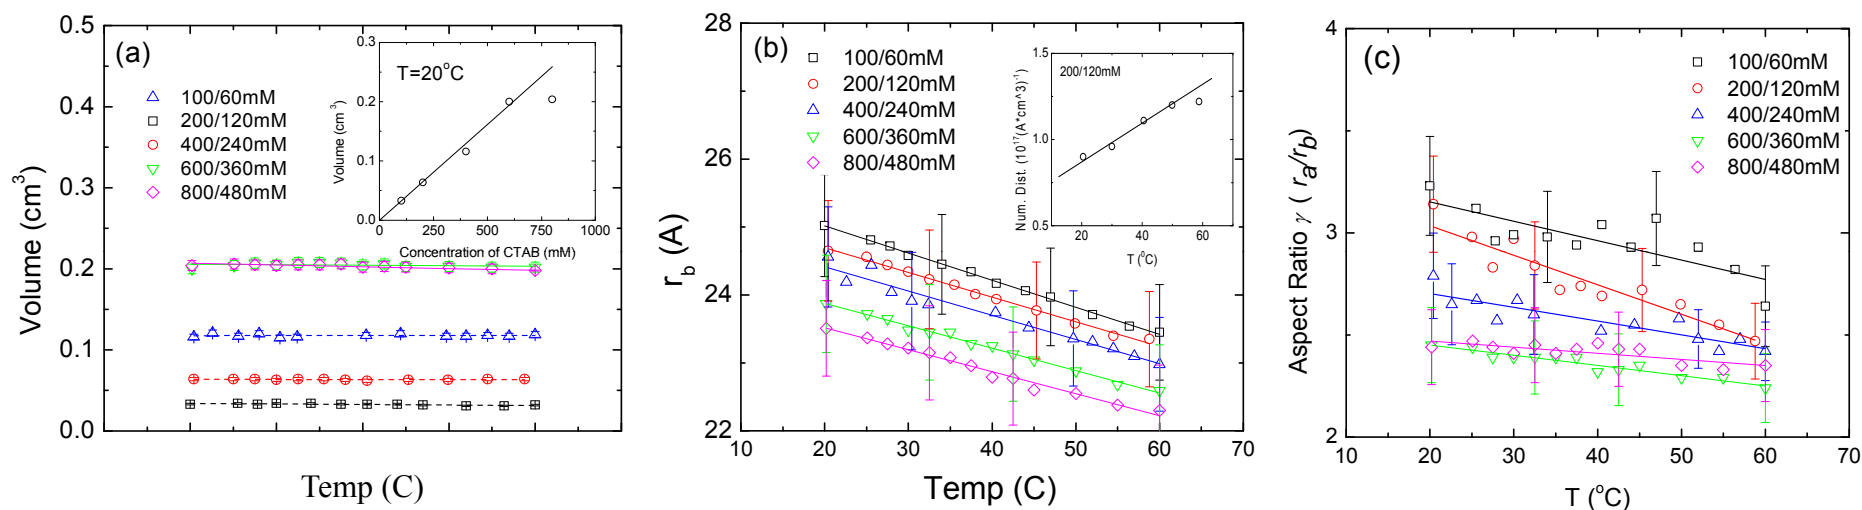 (a)
100/60mM
200/120mM
400/240mM
600/360mM
800/480mM
0.5
0.4
0.3
0.2
0.1
0.0
Volume (cm³)
Temp (C)
T=20°C
0.3
0.2
0.1
0.0
Volume (cm³)
0 250 500 750 1000
Concentration of CTAB (mM)
(b)
100/60mM
200/120mM
400/240mM
600/360mM
800/480mM
28
26
24
22
r_b (A)
10 20 30 40 50 60 70
Temp (C)
200/120mM
1.5
1.0
0.5
Num. Dist. (10¹⁷(A*cm^3)⁻¹)
20 40 60
T (⁰C)
(c)
100/60mM
200/120mM
400/240mM
600/360mM
800/480mM
4
3
2
Aspect Ratio γ ( r_a/r_b)
10 20 30 40 50 60 70
T (°C)